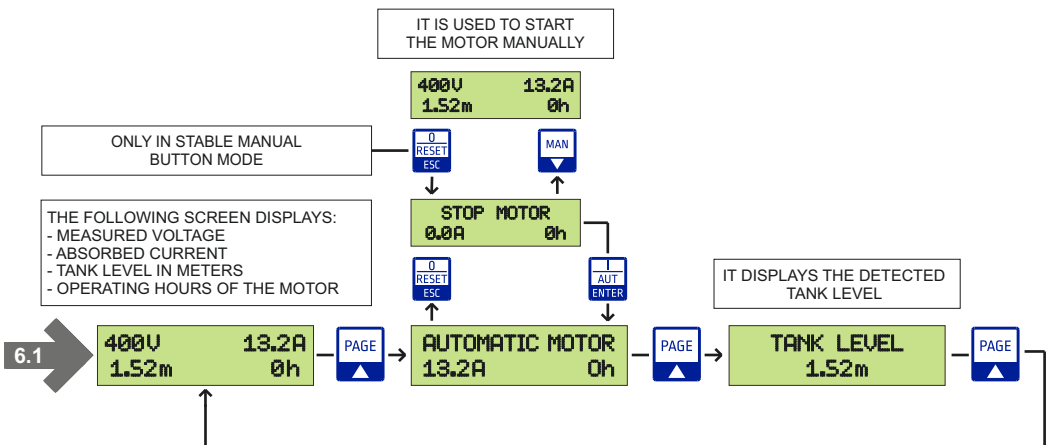 IT IS USED TO START
THE MOTOR MANUALLY
400V 13.2A
1.52m 0h
ONLY IN STABLE MANUAL
BUTTON MODE
0
RESET
ESC
MAN
THE FOLLOWING SCREEN DISPLAYS:
- MEASURED VOLTAGE
- ABSORBED CURRENT
- TANK LEVEL IN METERS
- OPERATING HOURS OF THE MOTOR
STOP MOTOR
0.0A 0h
0
RESET
ESC
I
AUT
ENTER
IT DISPLAYS THE DETECTED
TANK LEVEL
6.1
400V 13.2A
1.52m 0h
PAGE
AUTOMATIC MOTOR
13.2A 0h
PAGE
TANK LEVEL
1.52m
PAGE